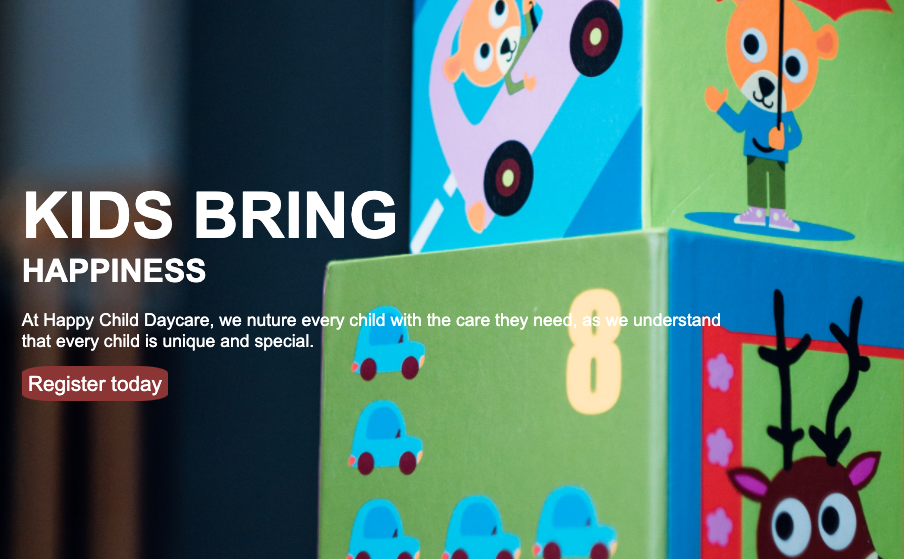 KIDS BRING
HAPPINESS
8
At Happy Child Daycare, we nuture every child with the care they need, as we understand
that every child is unique and special.
Register today